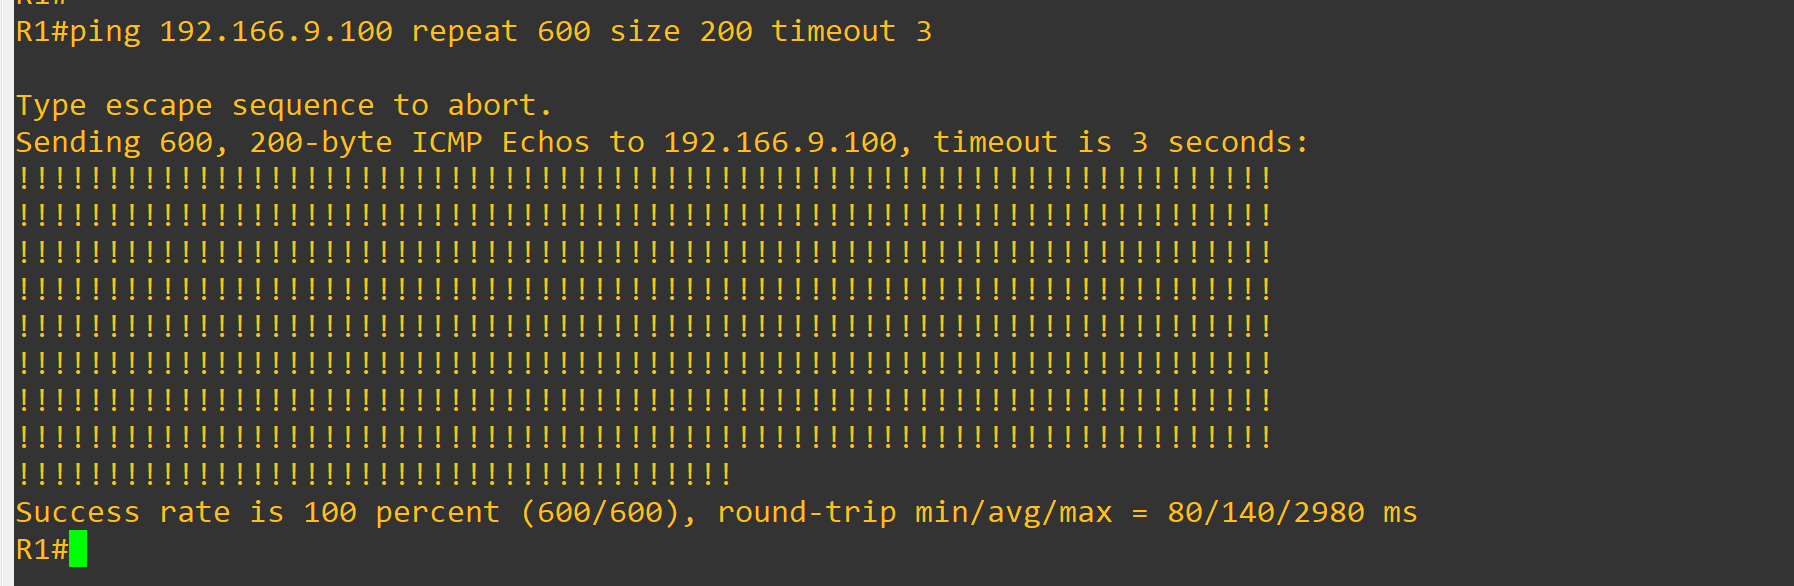 R1#
R1#ping 192.166.9.100 repeat 600 size 200 timeout 3
Type escape sequence to abort.
Sending 600, 200-byte ICMP Echos to 192.166.9.100, timeout is 3 seconds:
!!!!!!!!!!!!!!!!!!!!!!!!!!!!!!!!!!!!!!!!!!!!!!!!!!!!!!!!!!!!!!!!!!!!!!
!!!!!!!!!!!!!!!!!!!!!!!!!!!!!!!!!!!!!!!!!!!!!!!!!!!!!!!!!!!!!!!!!!!!!!
!!!!!!!!!!!!!!!!!!!!!!!!!!!!!!!!!!!!!!!!!!!!!!!!!!!!!!!!!!!!!!!!!!!!!!
!!!!!!!!!!!!!!!!!!!!!!!!!!!!!!!!!!!!!!!!!!!!!!!!!!!!!!!!!!!!!!!!!!!!!!
!!!!!!!!!!!!!!!!!!!!!!!!!!!!!!!!!!!!!!!!!!!!!!!!!!!!!!!!!!!!!!!!!!!!!!
!!!!!!!!!!!!!!!!!!!!!!!!!!!!!!!!!!!!!!!!!!!!!!!!!!!!!!!!!!!!!!!!!!!!!!
!!!!!!!!!!!!!!!!!!!!!!!!!!!!!!!!!!!!!!!!!!!!!!!!!!!!!!!!!!!!!!!!!!!!!!
!!!!!!!!!!!!!!!!!!!!!!!!!!!!!!!!!!!!!!!!!!!!!!!!!!!!!!!!!!!!!!!!!!!!!!
!!!!!!!!!!!!!!!!!!!!!!!!!!!!!!!!!!!!!!!!
Success rate is 100 percent (600/600), round-trip min/avg/max = 80/140/2980 ms
R1#